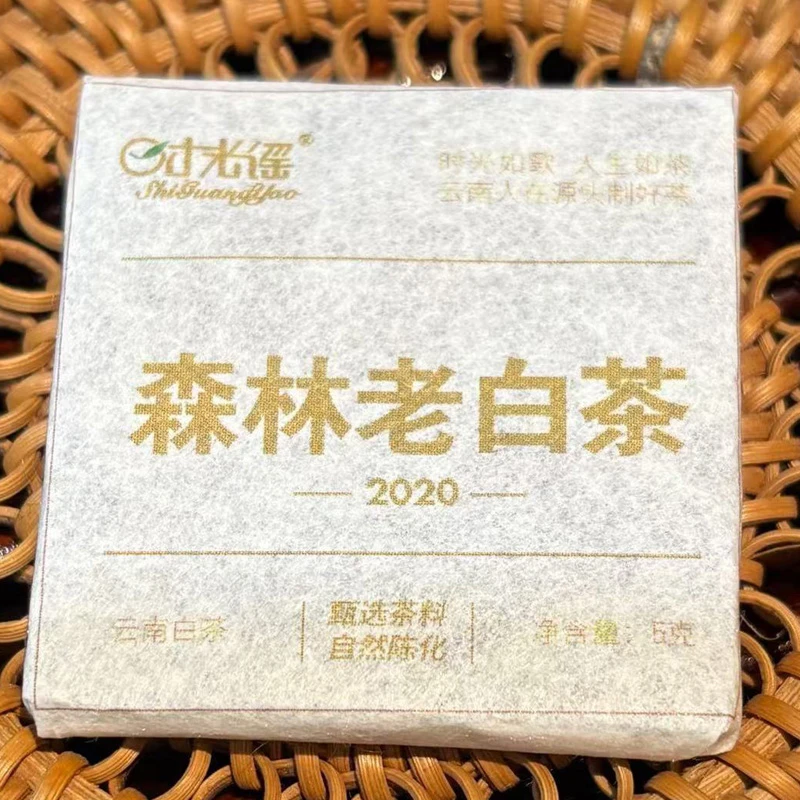 时光徭®
ShiGuangYao
时光如歌 人生如茶
云南人在源头制好茶
森林老白茶
2020
云南白茶
甄选茶料
自然陈化
净含量：5克